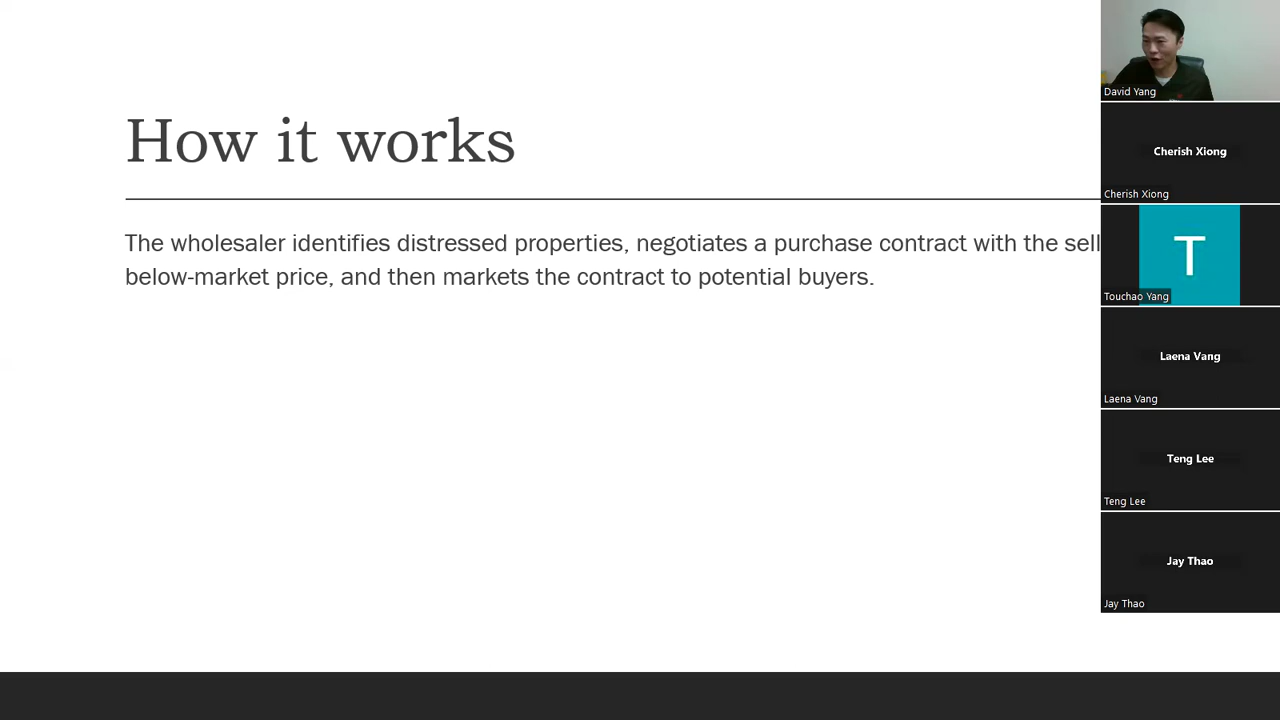 How it works
The wholesaler identifies distressed properties, negotiates a purchase contract with the sell
below-market price, and then markets the contract to potential buyers.
David Yang
Cherish Xiong
Cherish Xiong
T
Touchao Yang
Laena Vang
Laena Vang
Teng Lee
Teng Lee
Jay Thao
Jay Thao